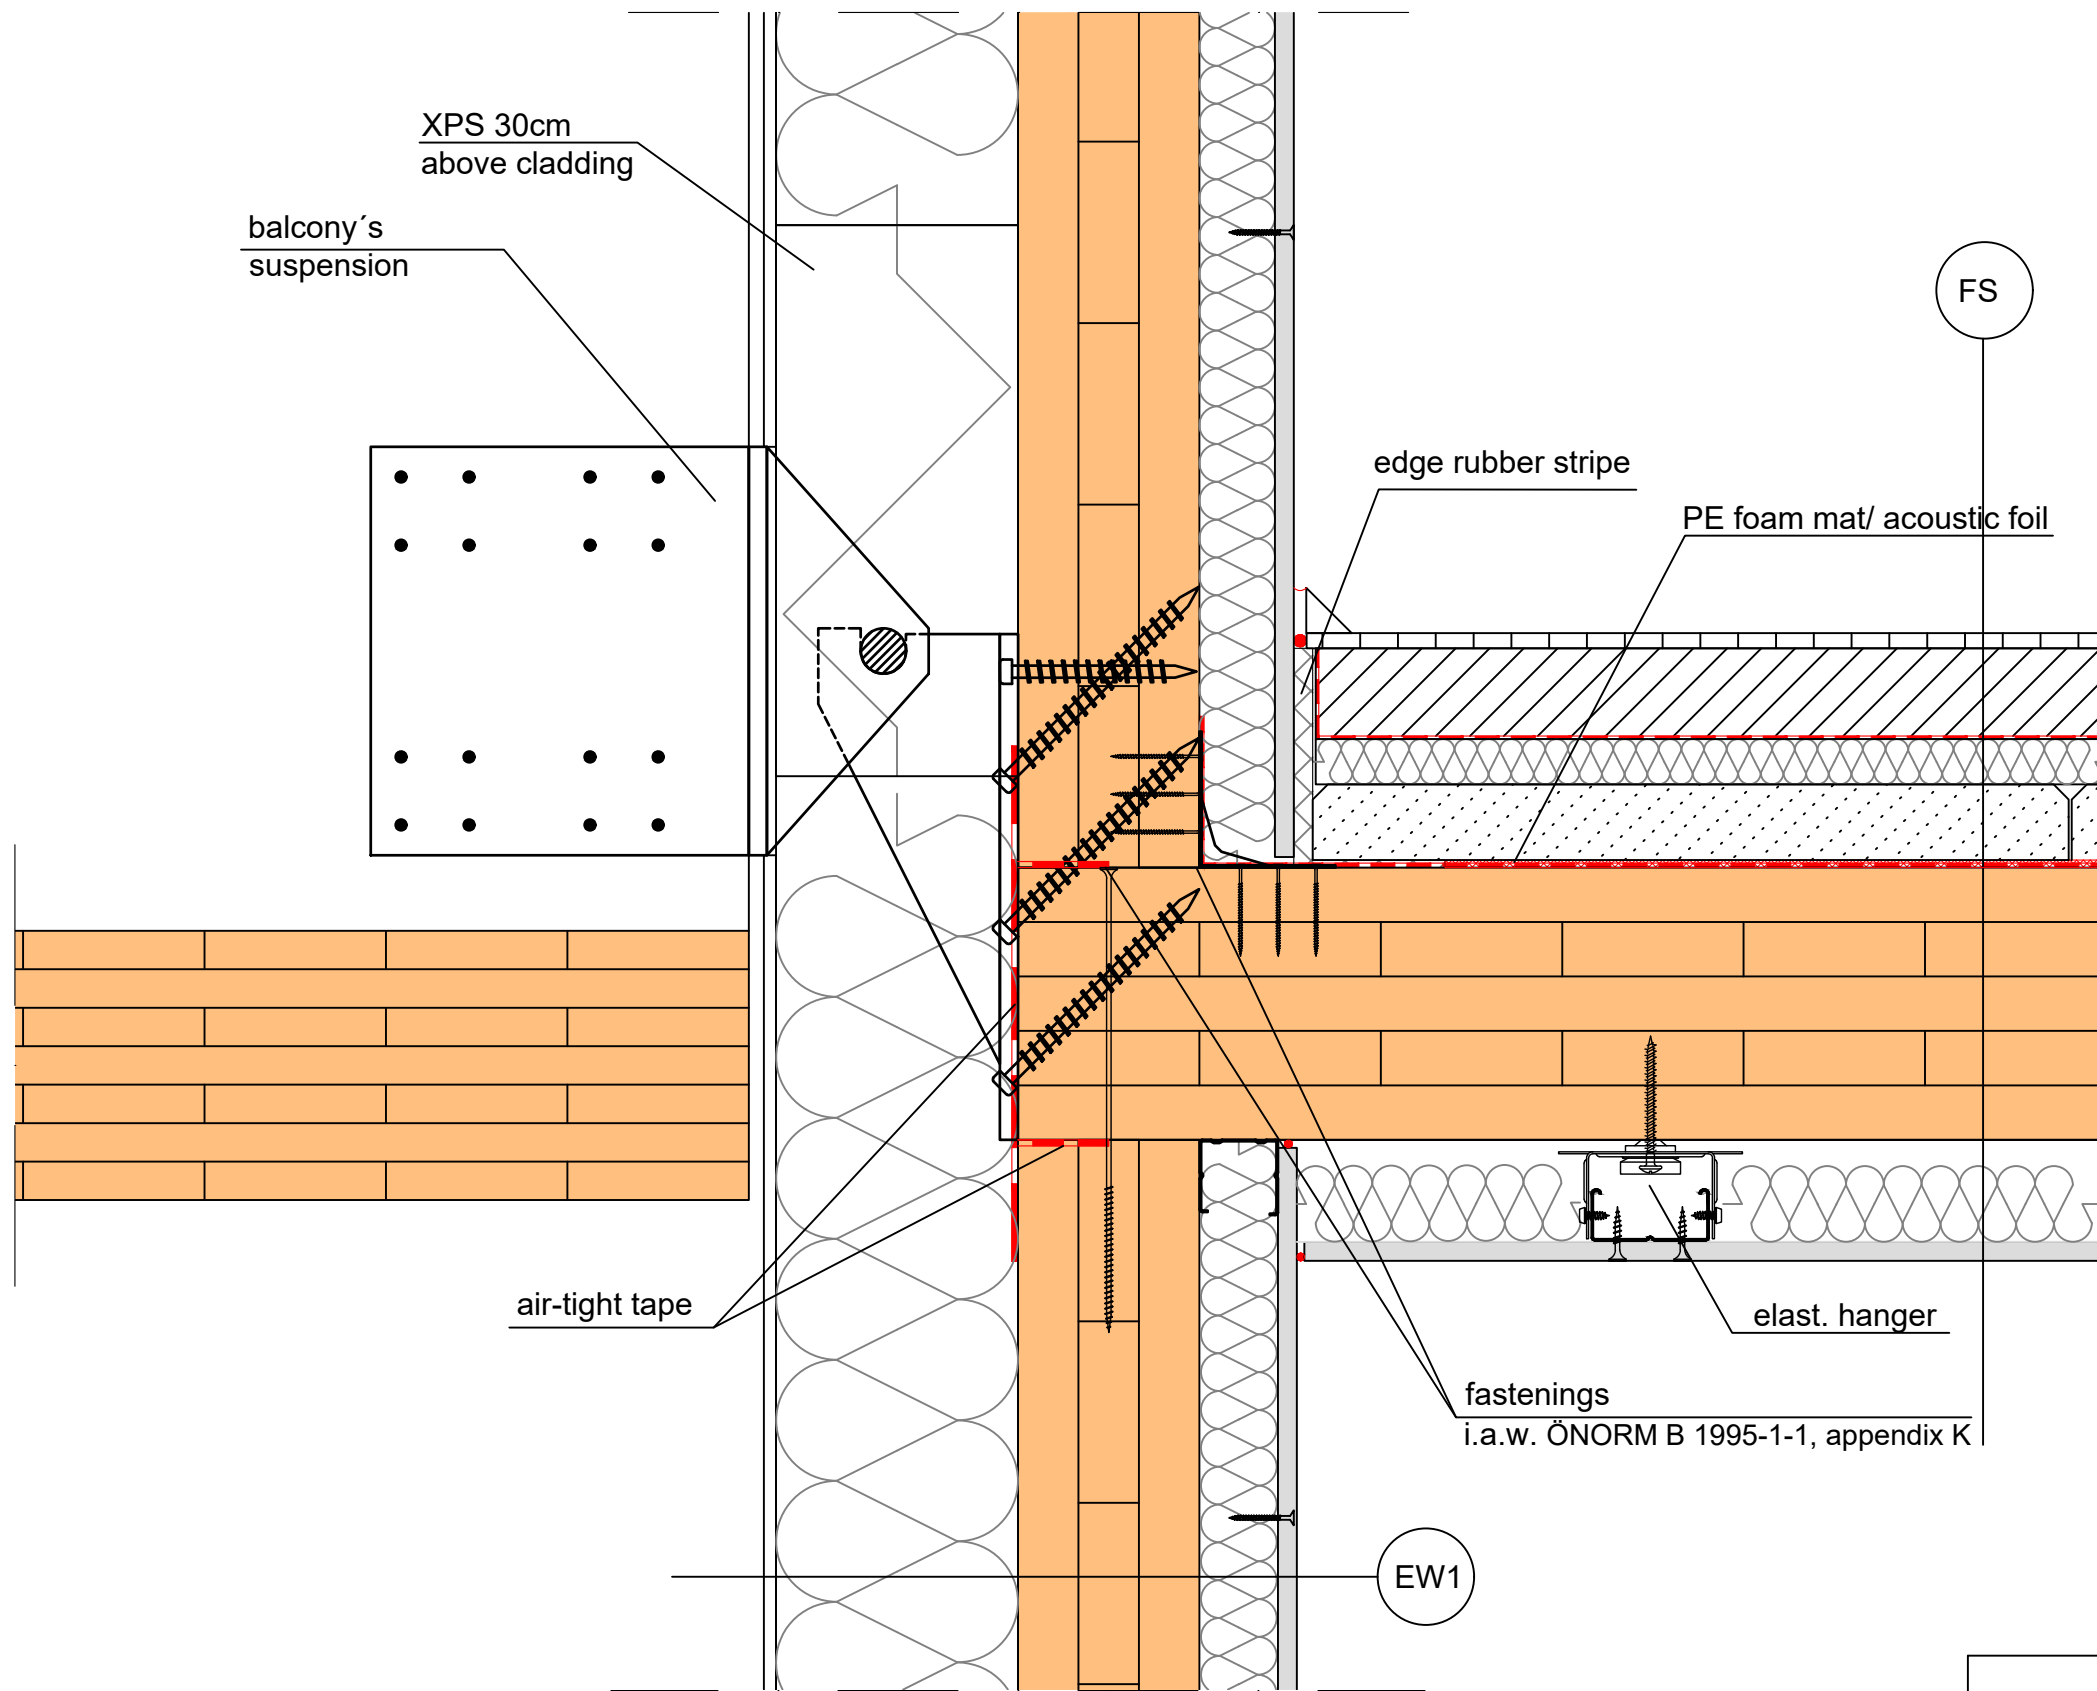 XPS 30cm
above cladding
balcony´s
suspension
FS
edge rubber stripe
PE foam mat/ acoustic foil
air-tight tape
elast. hanger
fastenings
i.a.w. ÖNORM B 1995-1-1, appendix K
EW1